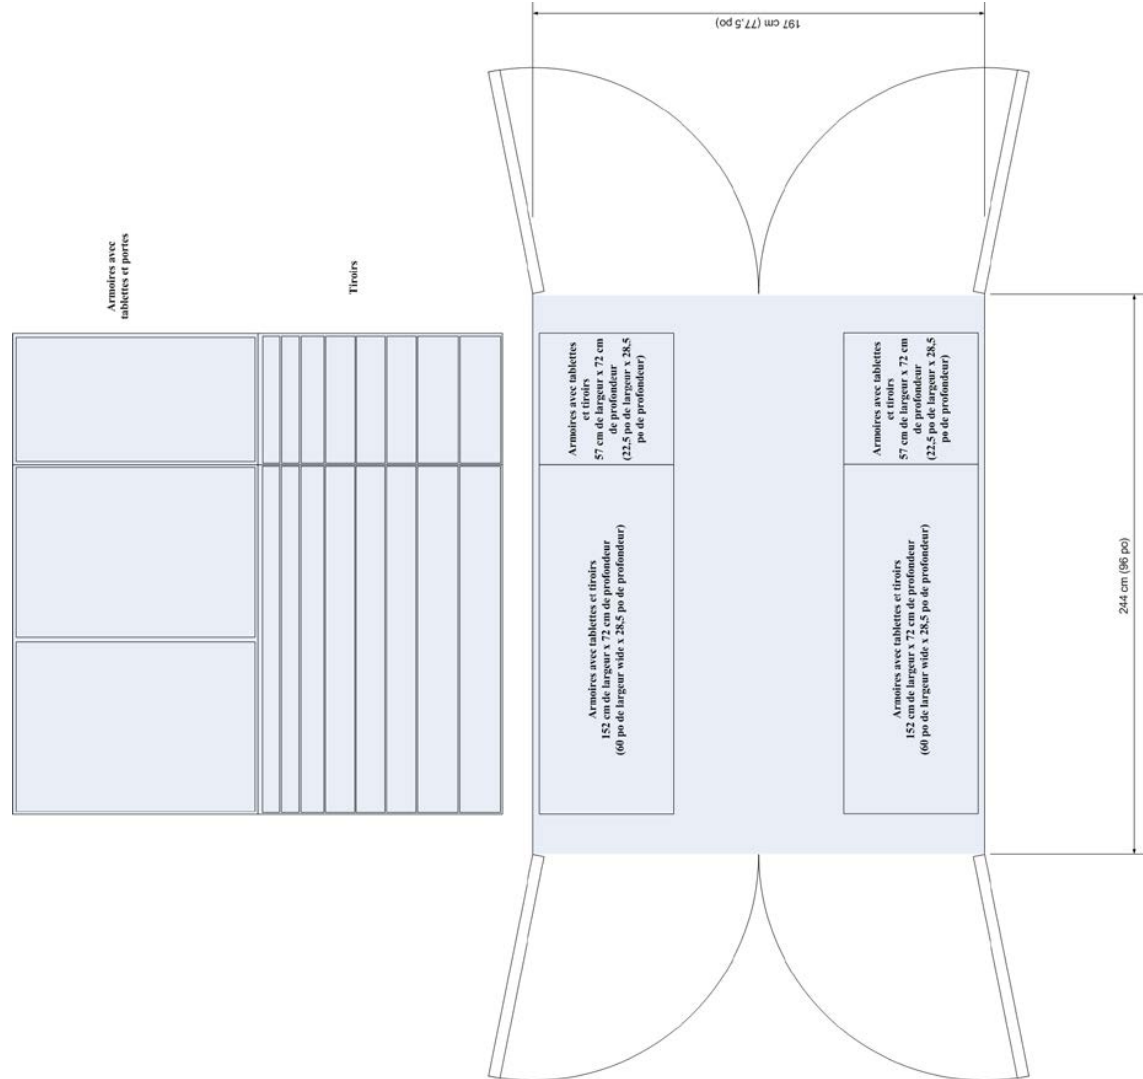 197 cm (77,5 po)
Armoires avec
tablettes et portes
Tiroirs
Armoires avec tablettes
et tiroirs
57 cm de largeur x 72 cm
de profondeur
(22,5 po de largeur x 28,5
po de profondeur)
Armoires avec tablettes
et tiroirs
57 cm de largeur x 72 cm
de profondeur
(22,5 po de largeur x 28,5
po de profondeur)
Armoires avec tablettes et tiroirs
152 cm de largeur x 72 cm de profondeur
(60 po de largeur wide x 28,5 po de profondeur)
Armoires avec tablettes et tiroirs
152 cm de largeur x 72 cm de profondeur
(60 po de largeur wide x 28,5 po de profondeur)
244 cm (96 po)